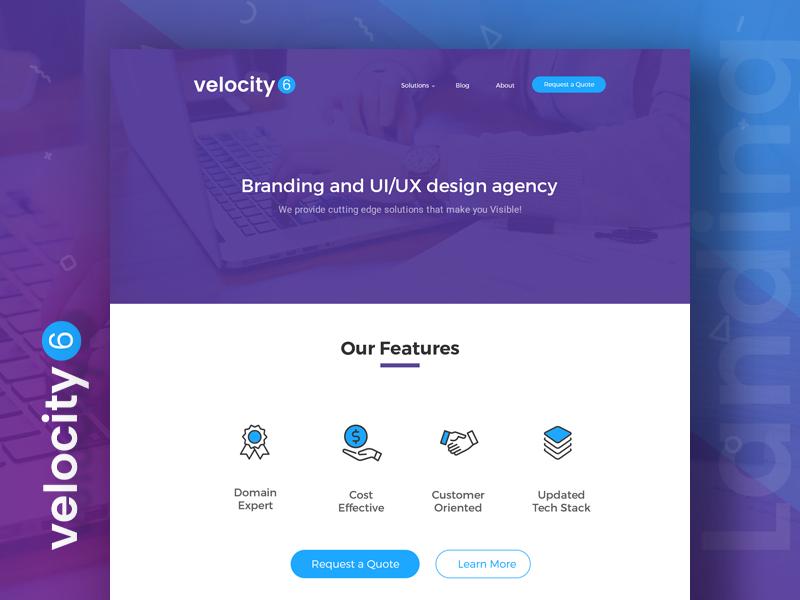 velocity 6
Solutions
Blog
About
Request a Quote
Branding and UI/UX design agency
We provide cutting edge solutions that make you Visible!
Our Features
Domain
Expert
$
Cost
Effective
Customer
Oriented
Updated
Tech Stack
Request a Quote
Learn More
velocity 6
Landing